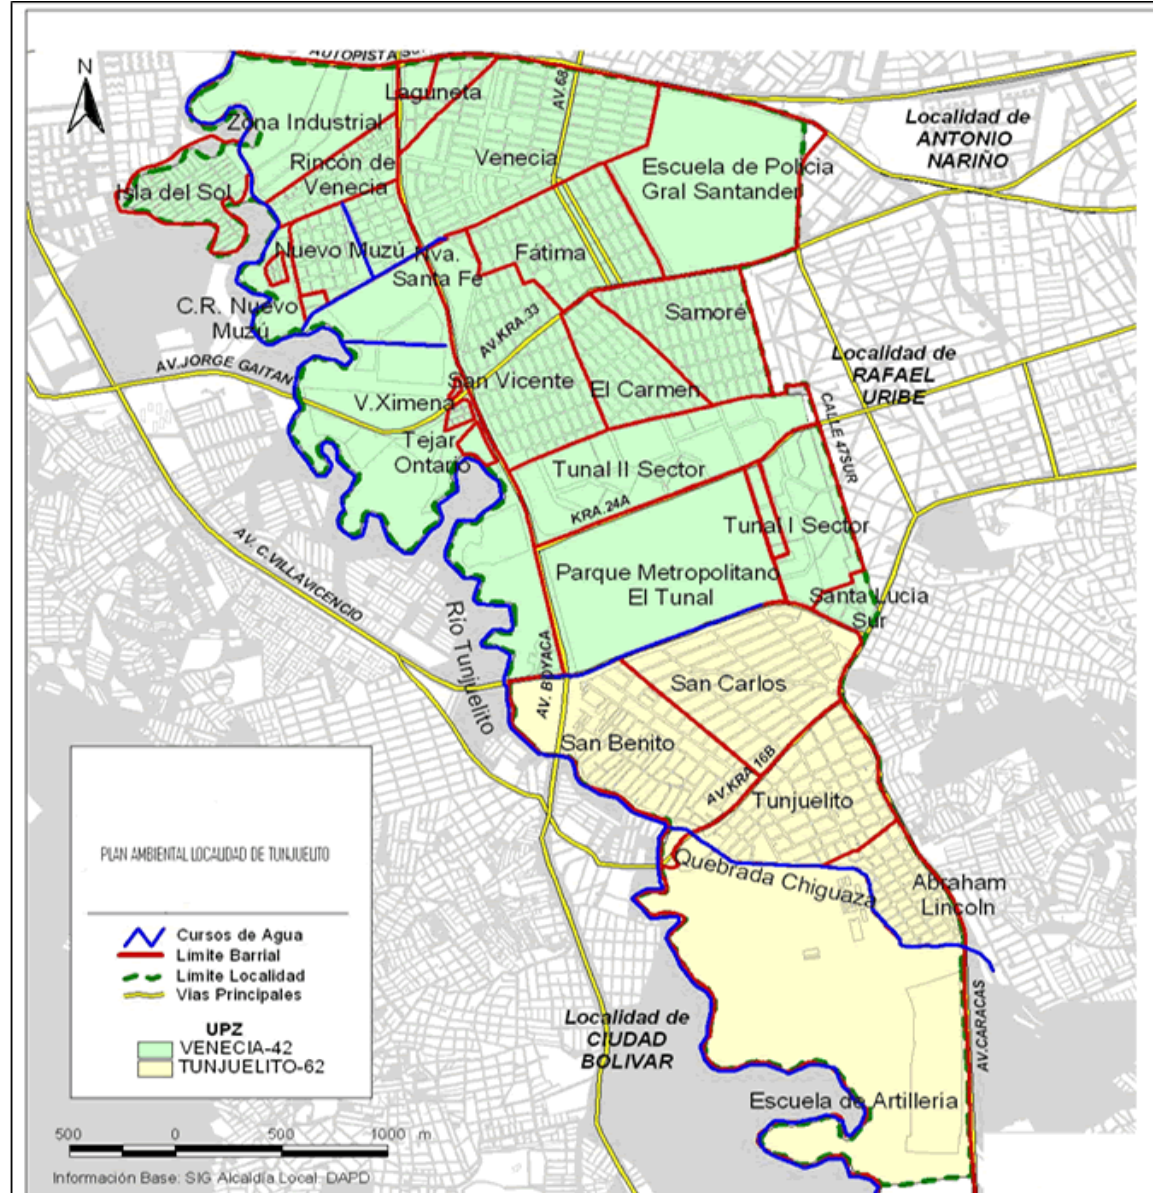 AUTOPISTA SUR
N
Laguneta
AV.68
Zona Industrial
Localidad de
ANTONIO
NARIÑO
Rincón de
Venecia
Venecia
Escuela de Policia
Gral Santander
Isla del Sol
Nuevo Muzú
Nva.
Santa Fe
Fátima
C.R. Nuevo
Muzú
AV.KRA.33
Samoré
AV.JORGE GAITAN
Localidad de
RAFAEL
URIBE
San Vicente
El Carmen
V.Ximena
CALLE 47SUR
Tejar
Ontario
Tunal II Sector
KRA.24A
Tunal I Sector
AV. C.VILLAVICENCIO
Parque Metropolitano
El Tunal
Santa Lucia
Sur
Río Tunjuelito
AV. BOYACA
San Carlos
San Benito
AV.KRA.16B
Tunjuelito
Quebrada Chiguaza
Abraham
Lincoln
PLAN AMBIENTAL LOCALIDAD DE TUNJUELITO
Cursos de Agua
Limite Barrial
Limite Localidad
Vias Principales
UPZ
VENECIA-42
TUNJUELITO-62
Localidad de
CIUDAD
BOLIVAR
AV.CARACAS
Escuela de Artilleria
500 0 500 1000 m
Información Base: SIG Alcaldía Local: DAPD